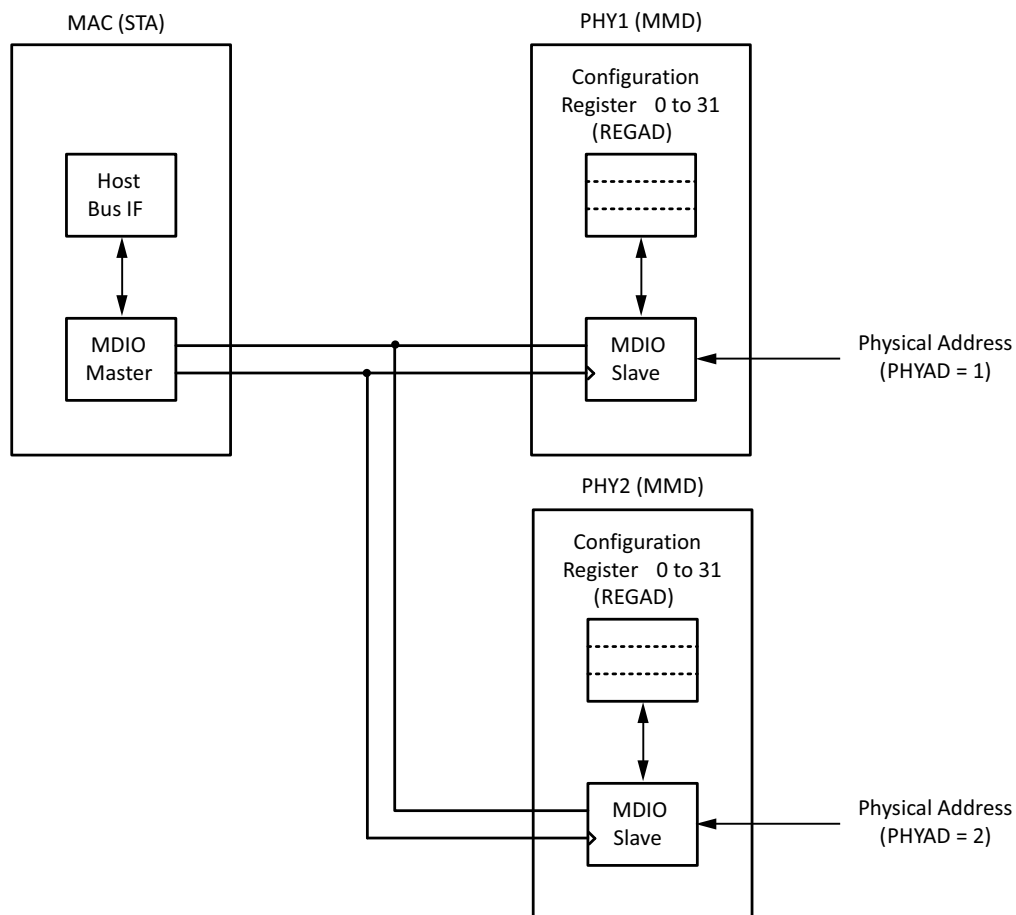 MAC (STA)
PHY1 (MMD)
Configuration
Register 0 to 31
(REGAD)
Host
Bus IF
MDIO
Master
MDIO
Slave
Physical Address
(PHYAD = 1)
PHY2 (MMD)
Configuration
Register 0 to 31
(REGAD)
MDIO
Slave
Physical Address
(PHYAD = 2)